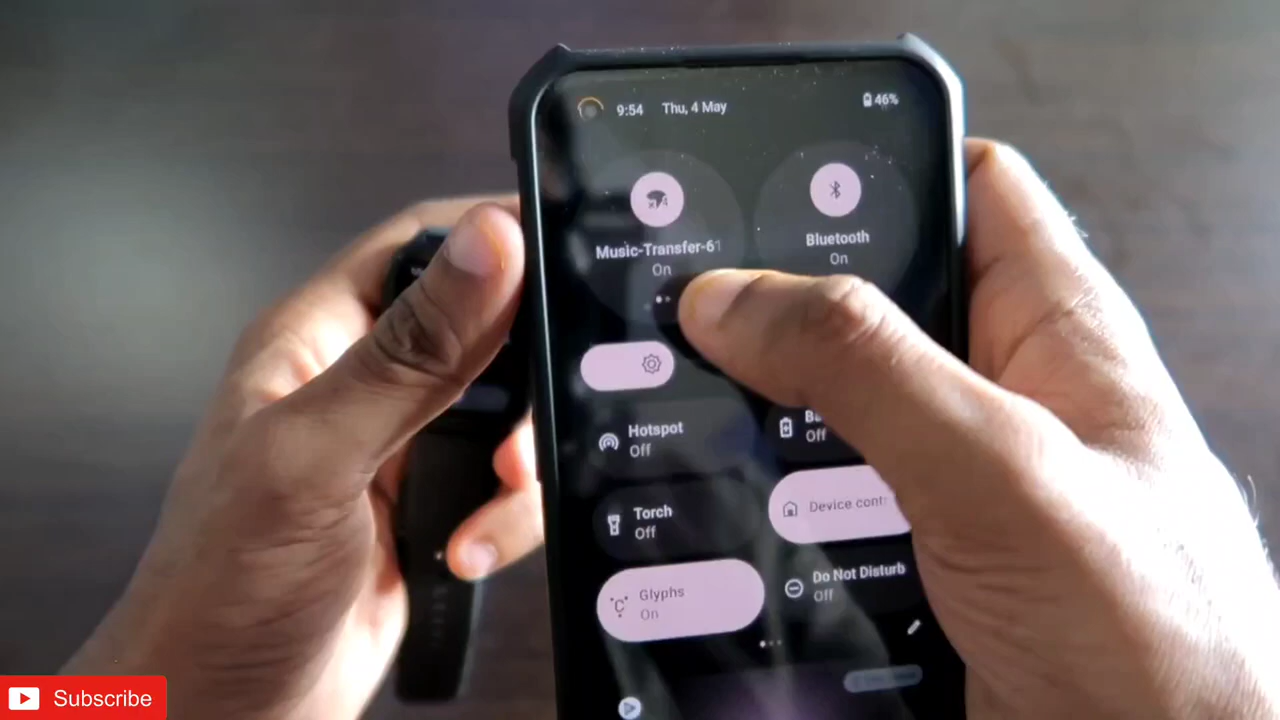 9:54 Thu, 4 May 46%
Music-Transfer-61
On
Bluetooth
On
Hotspot
Off
Off
Torch
Off
Device cont
Glyphs
On
Do Not Disturb
Off
Subscribe